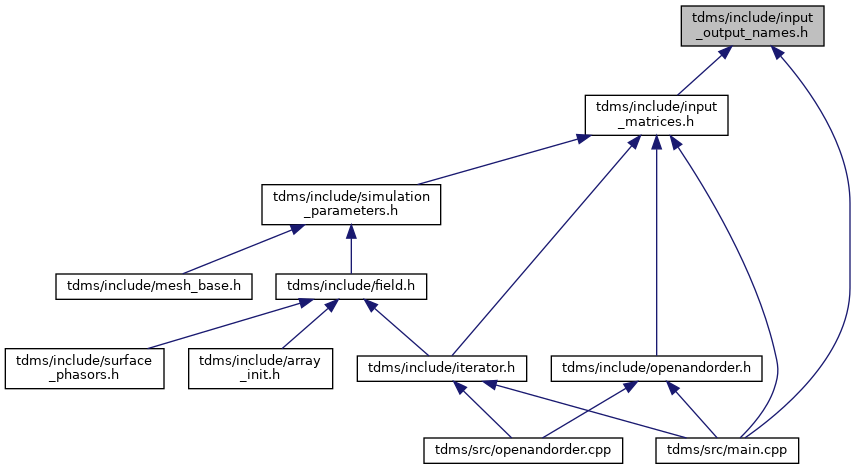 tdms/include/input
_output_names.h
tdms/include/input
_matrices.h
tdms/include/simulation
_parameters.h
tdms/include/mesh_base.h
tdms/include/field.h
tdms/include/surface
_phasors.h
tdms/include/array
_init.h
tdms/include/iterator.h
tdms/include/openandorder.h
tdms/src/openandorder.cpp
tdms/src/main.cpp